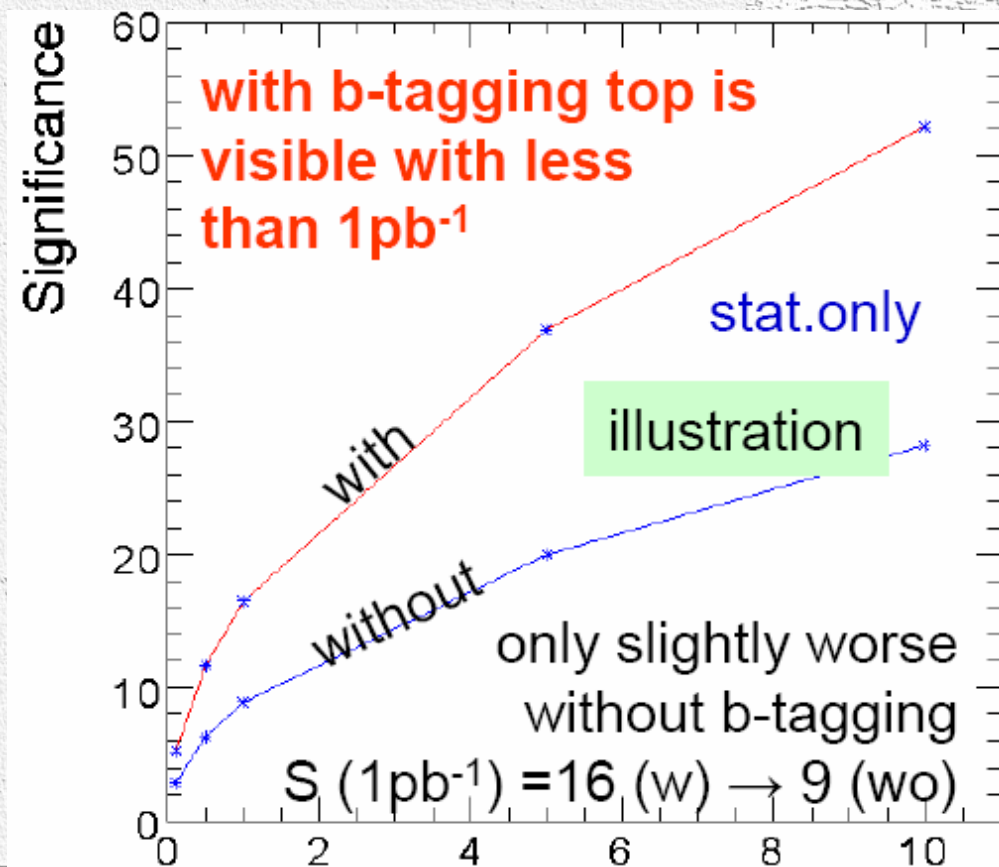 60
Significance
with b-tagging top is
visible with less
than 1pb⁻¹
50
40
stat.only
30
illustration
with
20
without
only slightly worse
without b-tagging
10
S (1pb⁻¹) =16 (w) → 9 (wo)
0
0 2 4 6 8 10